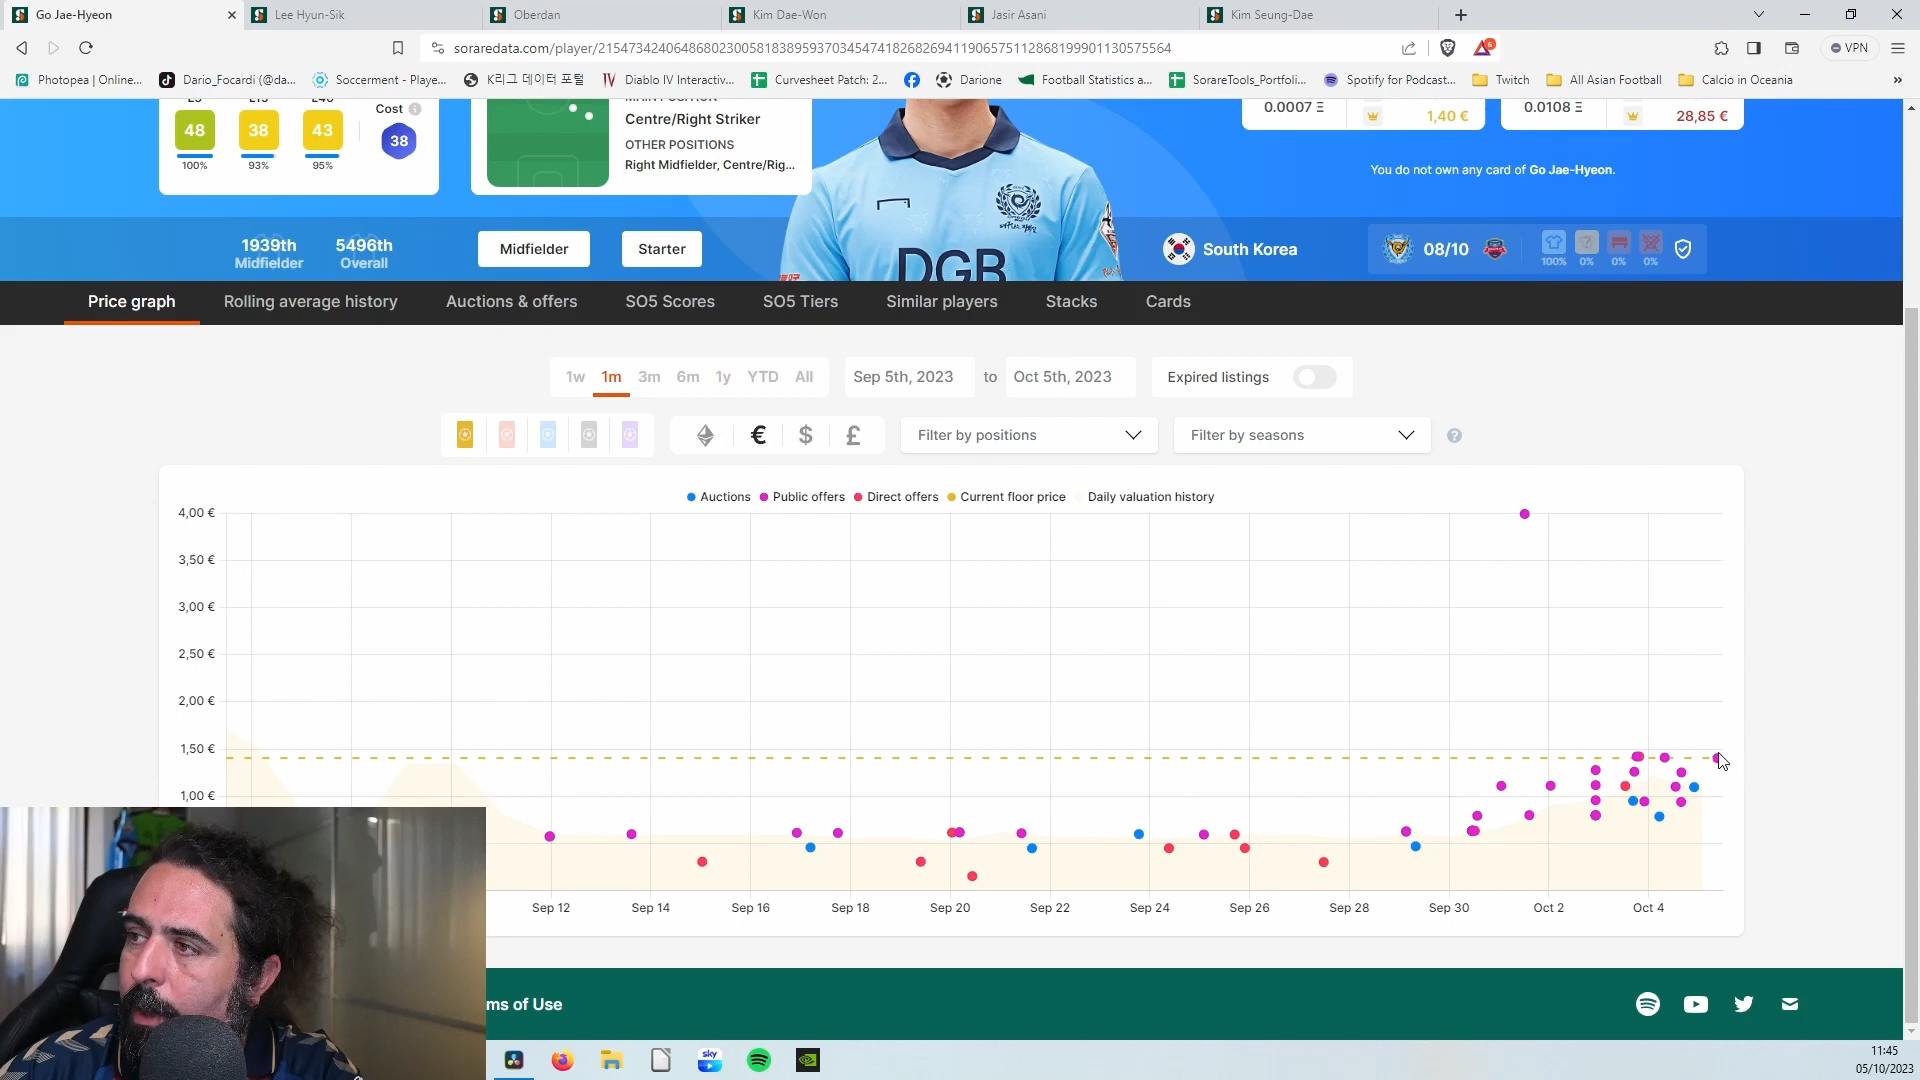 Go Jae-Hyeon
Lee Hyun-Sik
Oberdan
Kim Dae-Won
Jasir Asani
Kim Seung-Dae
soraredata.com/player/21547342406486802300581838959370345474182682694119065751128681999011305755​64
VPN
Photopea | Online...
Dario_Focardi (@da...
Soccerment - Playe...
K리그 데이터 포털
Diablo IV Interactiv...
Curvesheet Patch: 2...
Darione
Football Statistics a...
SorareTools_Portfoli...
Spotify for Podcast...
Twitch
All Asian Football
Calcio in Oceania
Cost
48 38 43 38
100% 93% 95%
Centre/Right Striker
OTHER POSITIONS
Right Midfielder, Centre/Rig...
0.0007 Ξ
1,40 €
0.0108 Ξ
28,85 €
You do not own any card of Go Jae-Hyeon.
1939th
Midfielder
5496th
Overall
Midfielder
Starter
DGB
South Korea
08/10
100% 0% 0% 0%
Price graph
Rolling average history
Auctions & offers
SO5 Scores
SO5 Tiers
Similar players
Stacks
Cards
1w 1m 3m 6m 1y YTD All
Sep 5th, 2023 to Oct 5th, 2023
Expired listings
€ $ £
Filter by positions
Filter by seasons
Auctions Public offers Direct offers Current floor price Daily valuation history
4,00 €
3,50 €
3,00 €
2,50 €
2,00 €
1,50 €
1,00 €
Sep 12 Sep 14 Sep 16 Sep 18 Sep 20 Sep 22 Sep 24 Sep 26 Sep 28 Sep 30 Oct 2 Oct 4
ms of Use
sky
11:45
05/10/2023